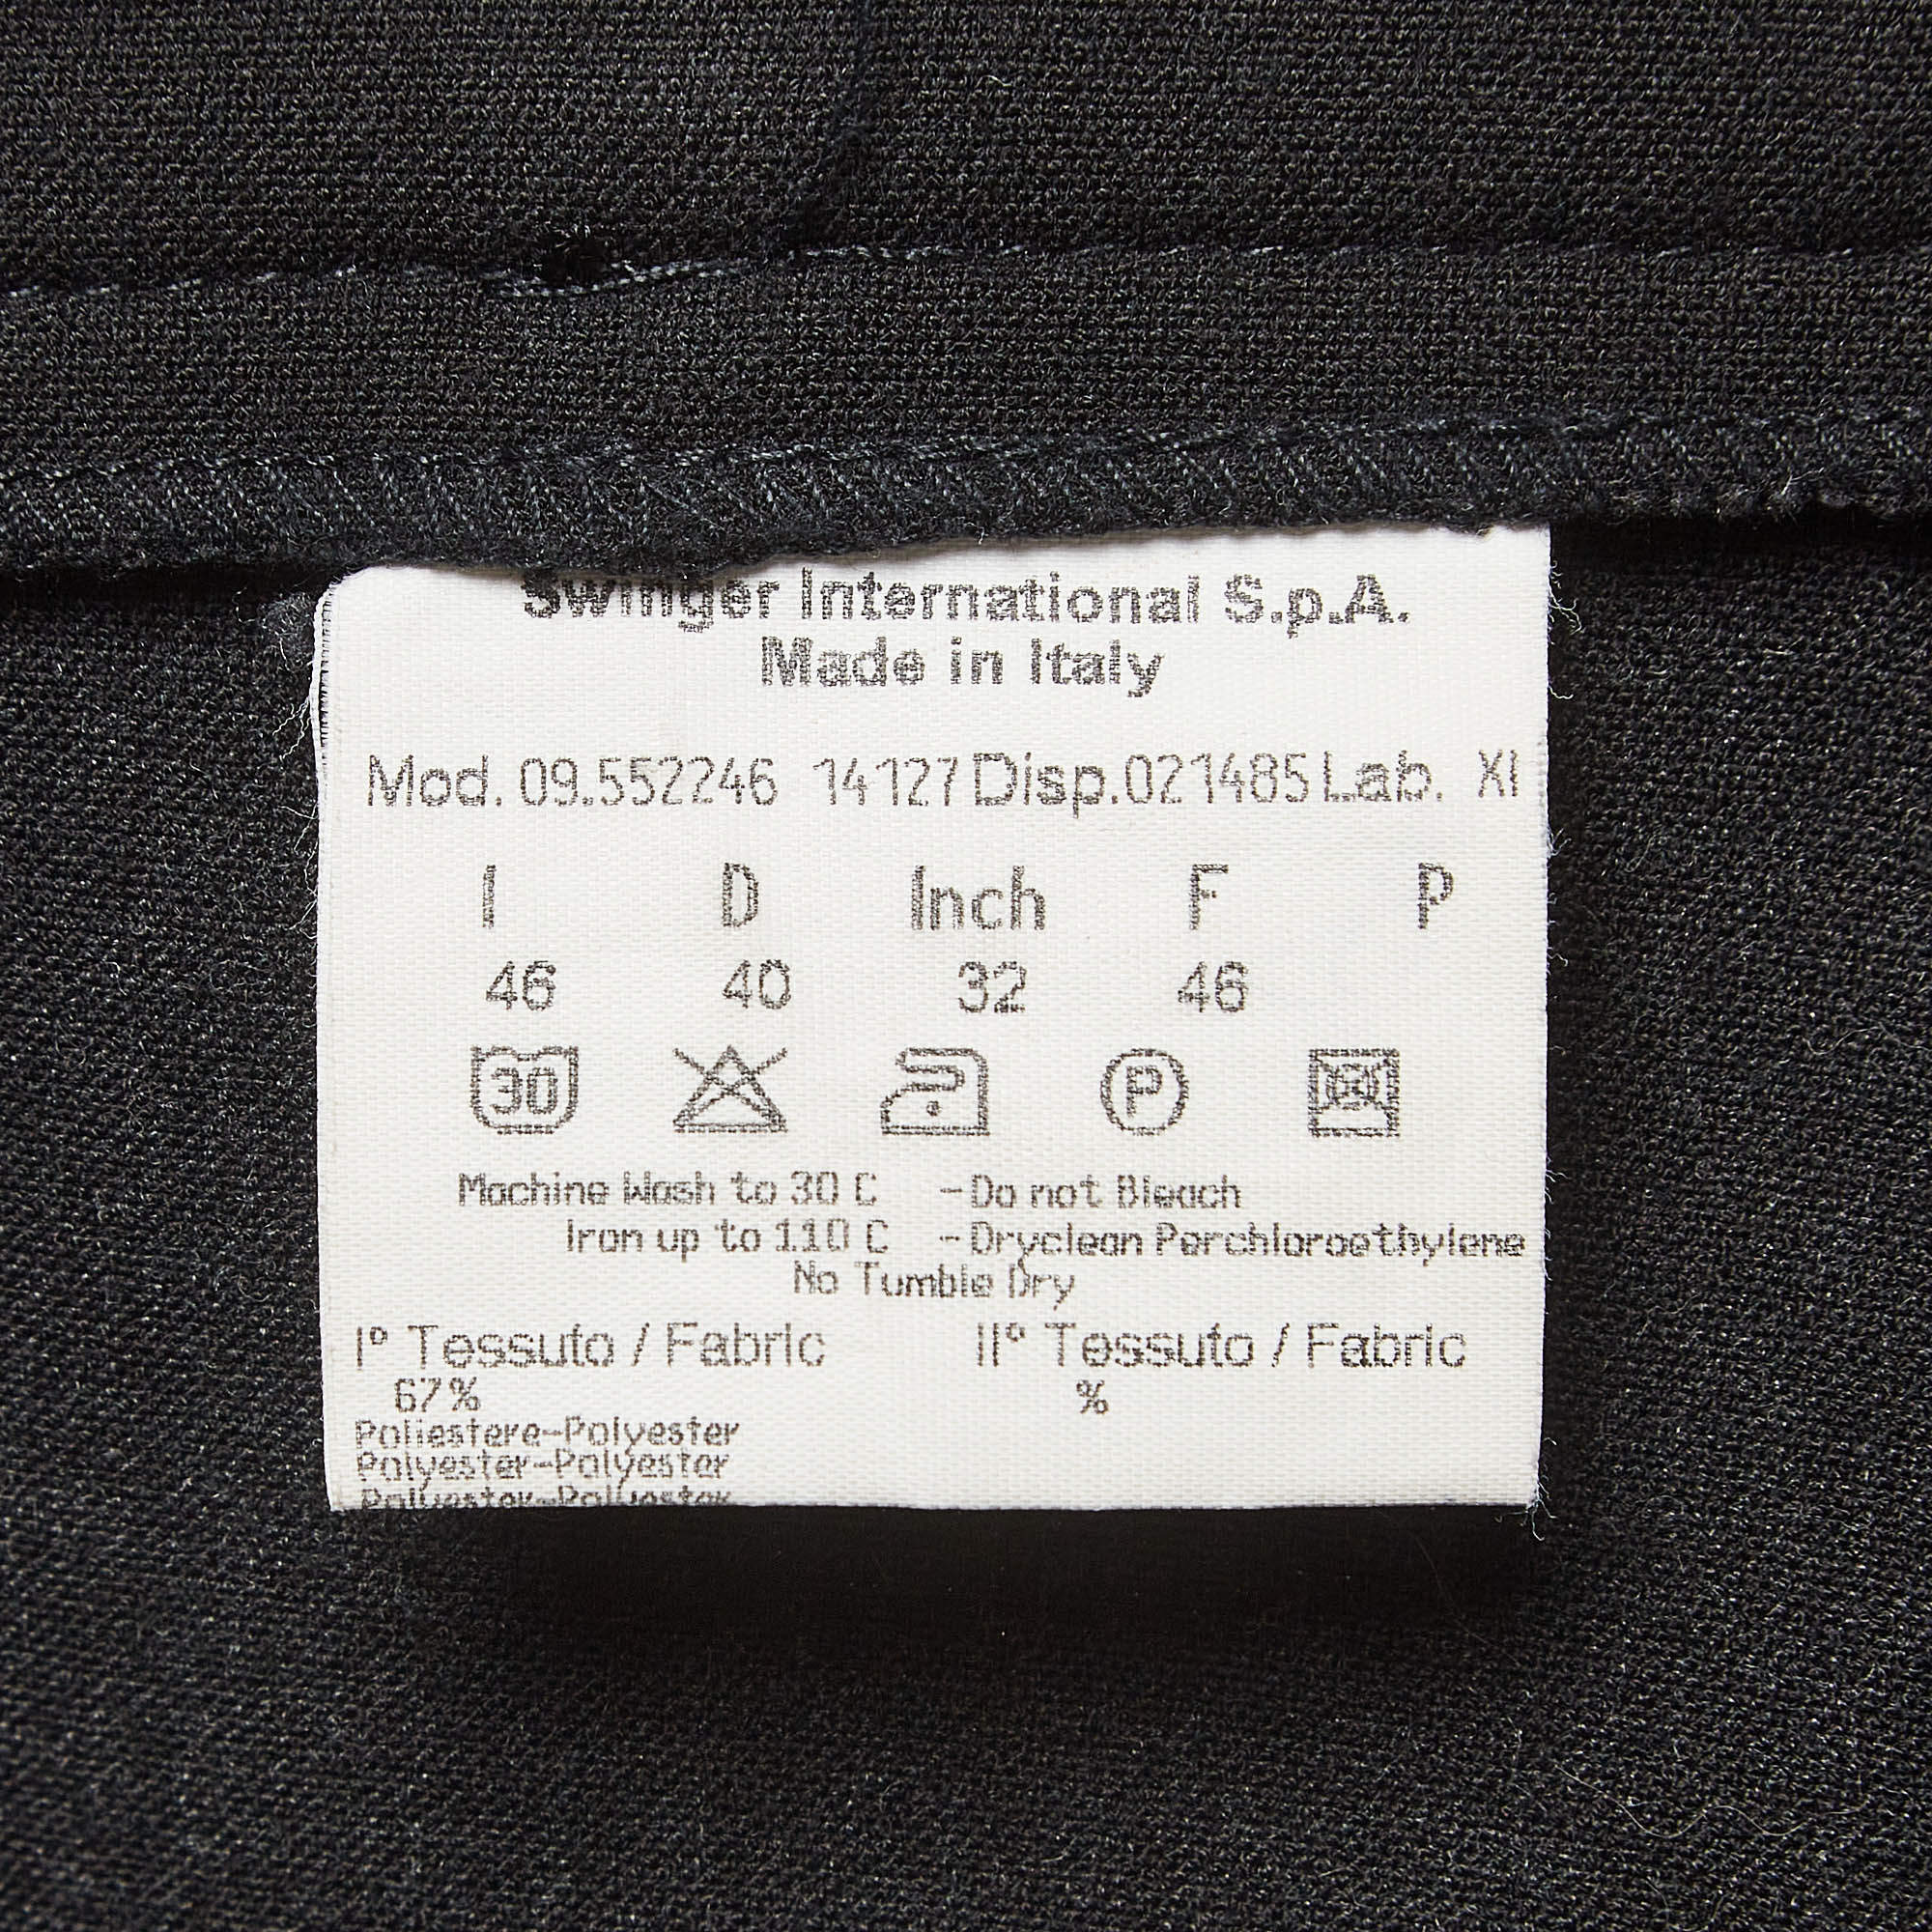 Swinger International S.p.A.
Made in Italy
Mod. 09.552246 14127 Disp.021485 Lab. XI
I D Inch F P
46 40 32 46
30 P
Machine Wash to 30 C -Do not Bleach
Iron up to 110 C -Dryclean Perchloroethylene
No Tumble Dry
I° Tessuto / Fabric II° Tessuto / Fabric
67% %
Poliestere-Polyester
Polyester-Polyester
Polyester-Polyester